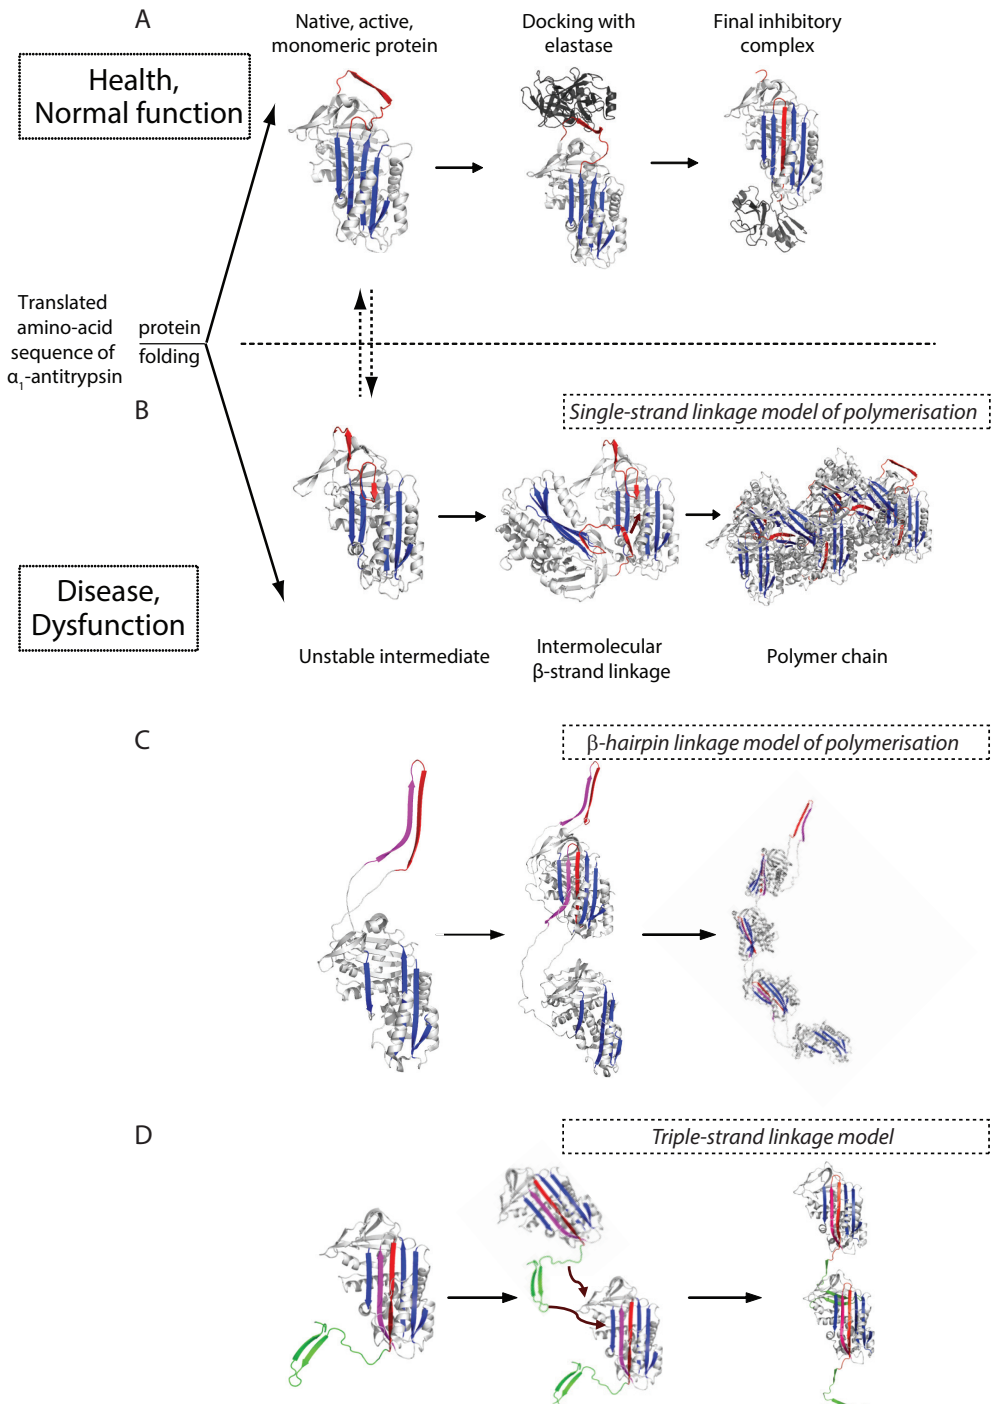 A
Native, active,
monomeric protein
Docking with
elastase
Final inhibitory
complex
Health,
Normal function
Translated
amino-acid
sequence of
α₁-antitrypsin
protein
folding
B
Single-strand linkage model of polymerisation
Disease,
Dysfunction
Unstable intermediate
Intermolecular
β-strand linkage
Polymer chain
C
β-hairpin linkage model of polymerisation
D
Triple-strand linkage model